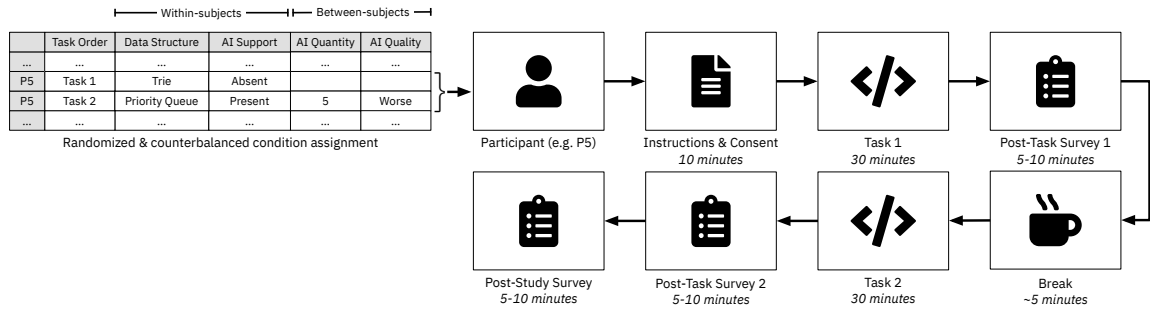 Within-subjects Between-subjects
Task Order Data Structure AI Support AI Quantity AI Quality
... ... ... ... ... ...
P5 Task 1 Trie Absent
P5 Task 2 Priority Queue Present 5 Worse
... ... ... ... ... ...
Randomized & counterbalanced condition assignment
Participant (e.g. P5)
Instructions & Consent
10 minutes
Task 1
30 minutes
Post-Task Survey 1
5-10 minutes
Break
~5 minutes
Task 2
30 minutes
Post-Task Survey 2
5-10 minutes
Post-Study Survey
5-10 minutes